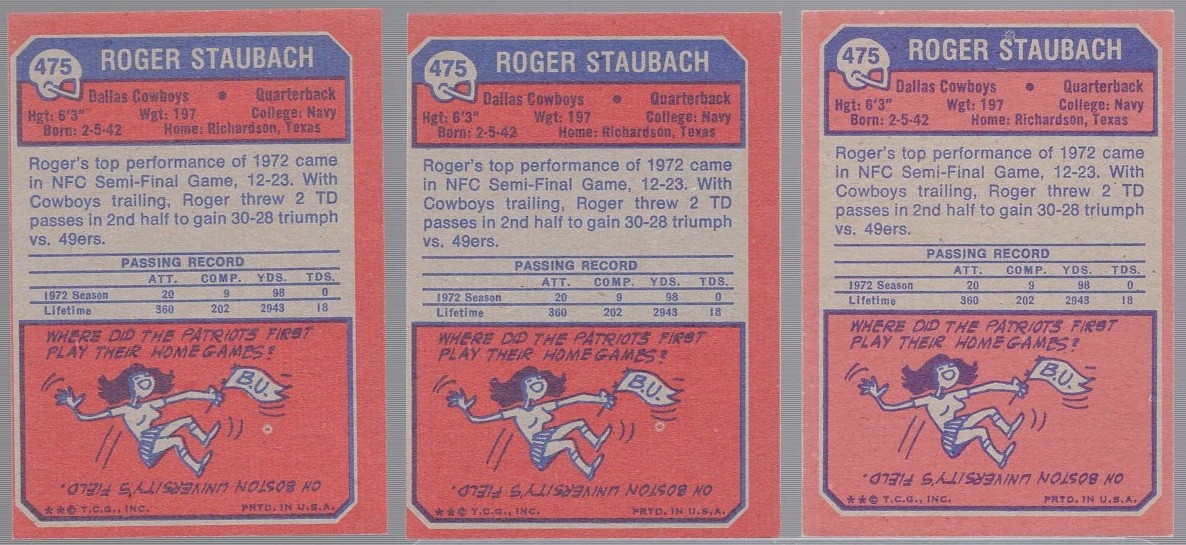 475
ROGER STAUBACH
Dallas Cowboys • Quarterback
Hgt: 6'3" Wgt: 197 College: Navy
Born: 2-5-42 Home: Richardson, Texas
Roger's top performance of 1972 came
in NFC Semi-Final Game, 12-23. With
Cowboys trailing, Roger threw 2 TD
passes in 2nd half to gain 30-28 triumph
vs. 49ers.
PASSING RECORD
ATT. COMP. YDS. TDS.
1972 Season 20 9 98 0
Lifetime 360 202 2943 18
WHERE DID THE PATRIOTS FIRST
PLAY THEIR HOME GAMES?
B.U.
ON BOSTON UNIVERSITY'S FIELD.
**© T.C.G., INC. PRTD. IN U.S.A.
475
ROGER STAUBACH
Dallas Cowboys • Quarterback
Hgt: 6'3" Wgt: 197 College: Navy
Born: 2-5-42 Home: Richardson, Texas
Roger's top performance of 1972 came
in NFC Semi-Final Game, 12-23. With
Cowboys trailing, Roger threw 2 TD
passes in 2nd half to gain 30-28 triumph
vs. 49ers.
PASSING RECORD
ATT. COMP. YDS. TDS.
1972 Season 20 9 98 0
Lifetime 360 202 2943 18
WHERE DID THE PATRIOTS FIRST
PLAY THEIR HOME GAMES?
B.U.
ON BOSTON UNIVERSITY'S FIELD.
**© T.C.G., INC. PRTD. IN U.S.A.
475
ROGER STAUBACH
Dallas Cowboys • Quarterback
Hgt: 6'3" Wgt: 197 College: Navy
Born: 2-5-42 Home: Richardson, Texas
Roger's top performance of 1972 came
in NFC Semi-Final Game, 12-23. With
Cowboys trailing, Roger threw 2 TD
passes in 2nd half to gain 30-28 triumph
vs. 49ers.
PASSING RECORD
ATT. COMP. YDS. TDS.
1972 Season 20 9 98 0
Lifetime 360 202 2943 18
WHERE DID THE PATRIOTS FIRST
PLAY THEIR HOME GAMES?
B.U.
ON BOSTON UNIVERSITY'S FIELD.
**© T.C.G., INC. PRTD. IN U.S.A.